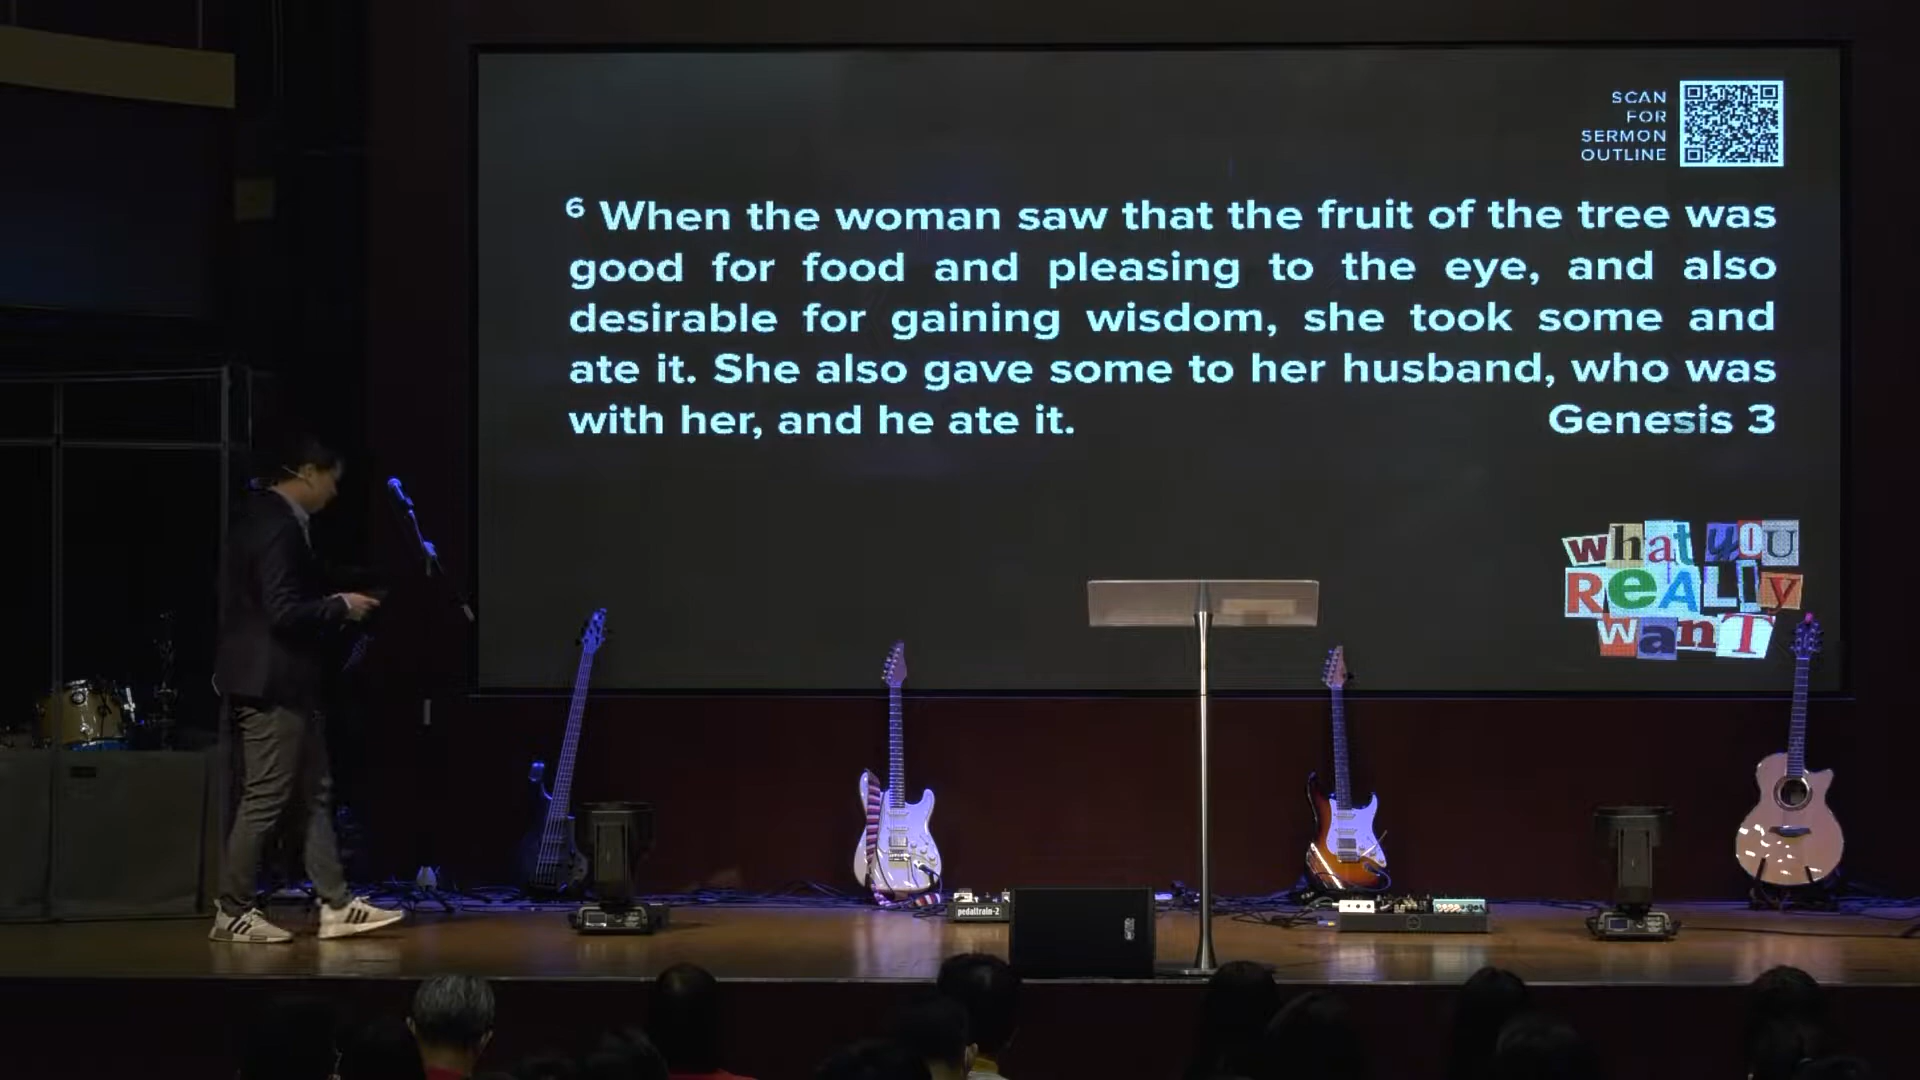 SCAN
FOR
SERMON
OUTLINE
6 When the woman saw that the fruit of the tree was
good for food and pleasing to the eye, and also
desirable for gaining wisdom, she took some and
ate it. She also gave some to her husband, who was
with her, and he ate it. Genesis 3
what you
ReALLy
wanT
pedaltrain-2